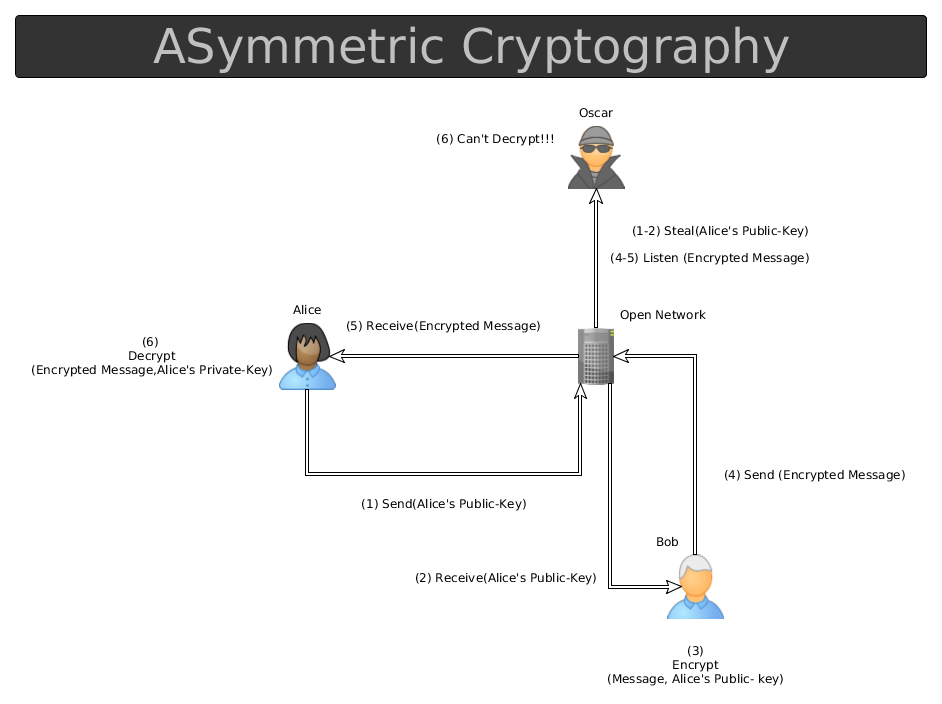 ASymmetric Cryptography
Oscar
(6) Can't Decrypt!!!
(1-2) Steal(Alice's Public-Key)
(4-5) Listen (Encrypted Message)
Alice
Open Network
(5) Receive(Encrypted Message)
(6)
Decrypt
(Encrypted Message,Alice's Private-Key)
(4) Send (Encrypted Message)
(1) Send(Alice's Public-Key)
Bob
(2) Receive(Alice's Public-Key)
(3)
Encrypt
(Message, Alice's Public- key)